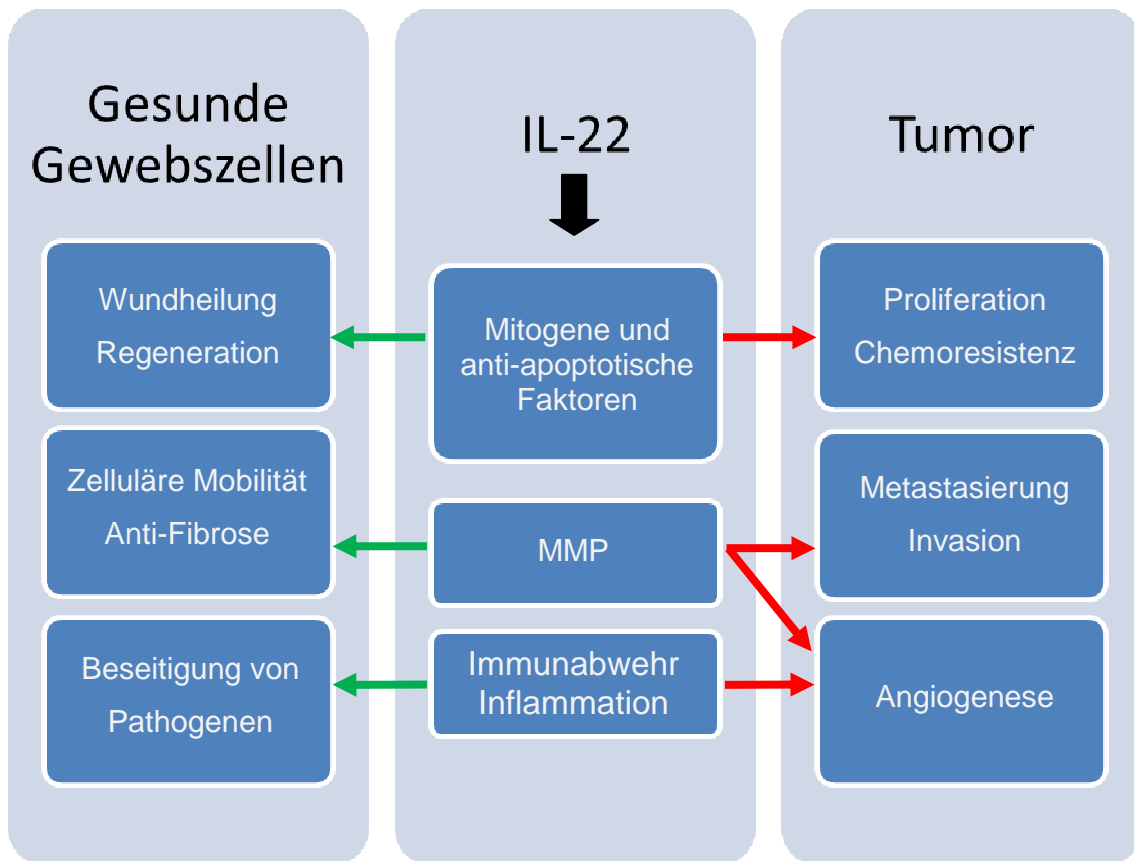 Gesunde
Gewebszellen
Wundheilung
Regeneration
Zelluläre Mobilität
Anti-Fibrose
Beseitigung von
Pathogenen
IL-22
Mitogene und
anti-apoptotische
Faktoren
MMP
Immunabwehr
Inflammation
Tumor
Proliferation
Chemoresistenz
Metastasierung
Invasion
Angiogenese